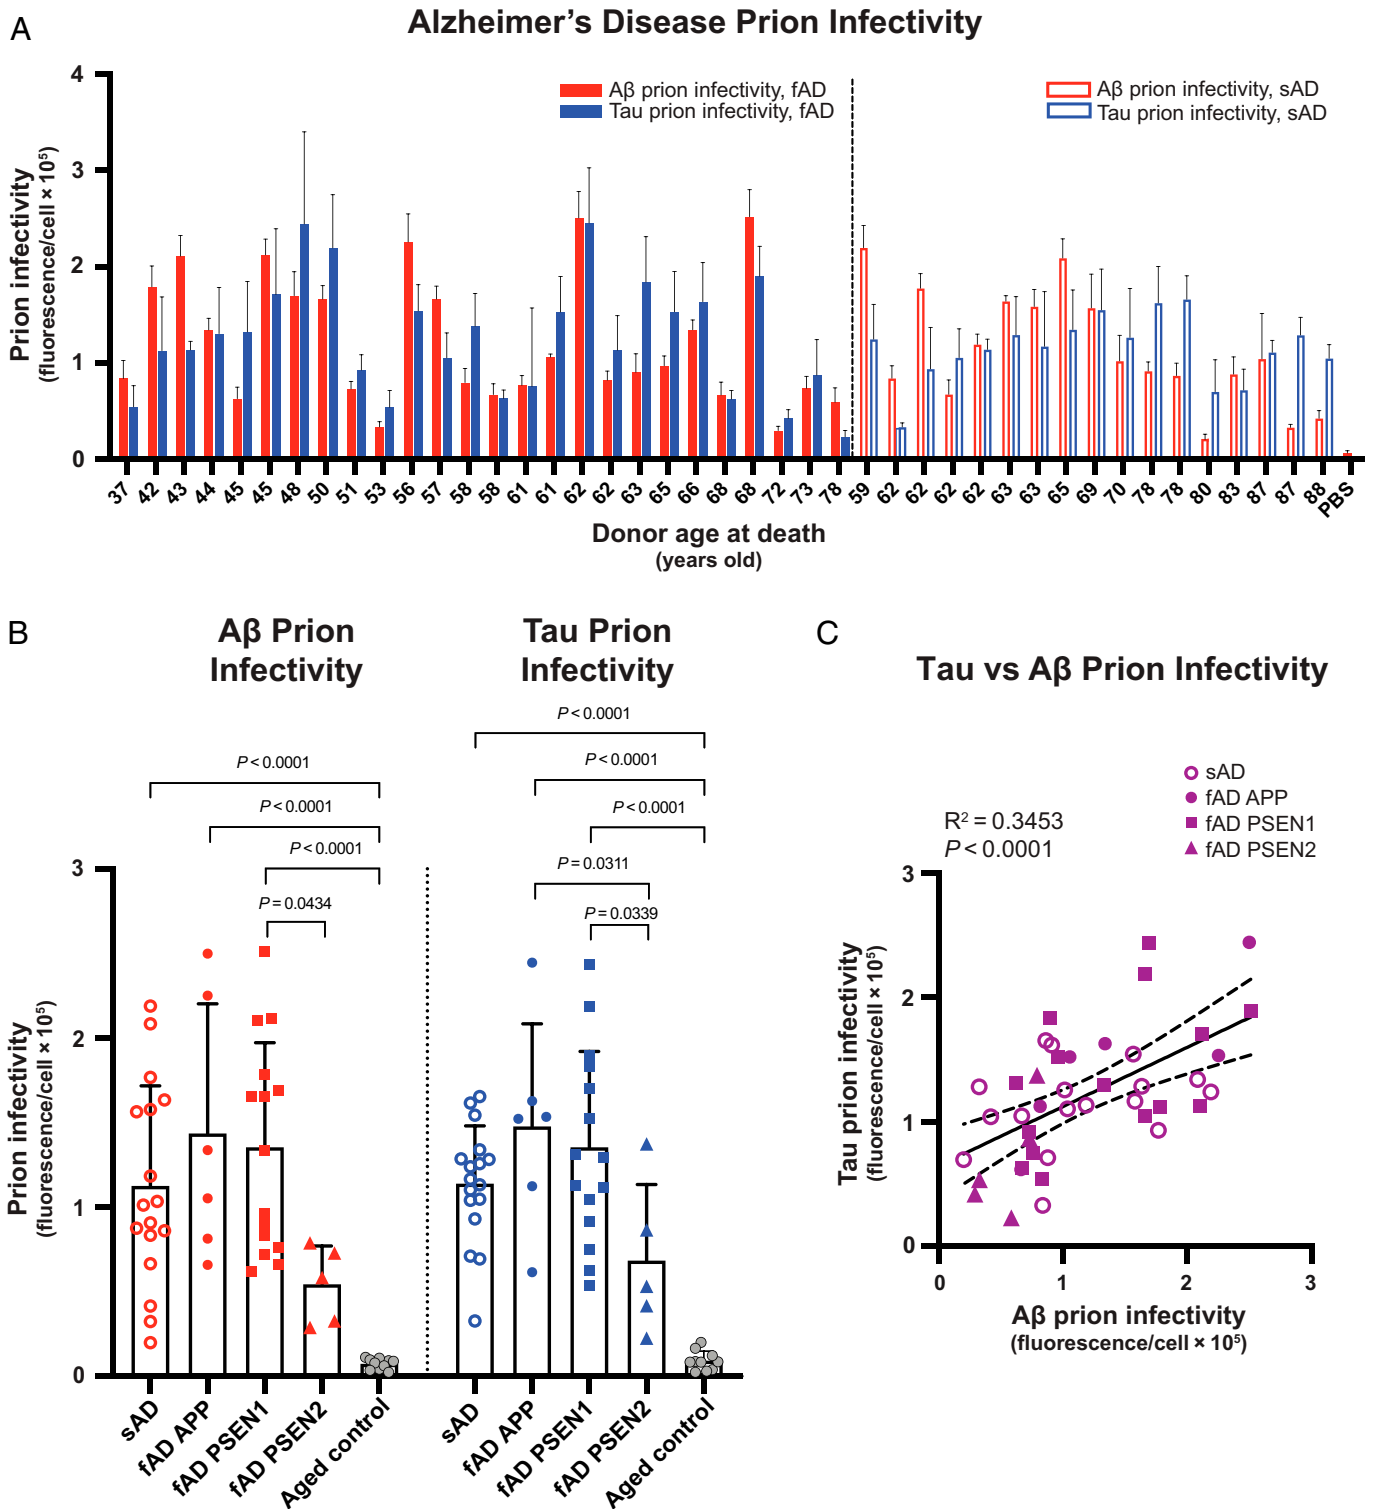 A
Alzheimer’s Disease Prion Infectivity
Aβ prion infectivity, fAD
Tau prion infectivity, fAD
Aβ prion infectivity, sAD
Tau prion infectivity, sAD
Prion infectivity
(fluorescence/cell × 10⁵)
4
3
2
1
0
37 42 43 44 45 45 48 50 51 53 56 57 58 58 61 61 62 62 63 65 66 68 68 72 73 78 59 62 62 62 62 63 63 65 69 70 78 78 80 83 87 87 88 PBS
Donor age at death
(years old)
B
Aβ Prion
Infectivity
Tau Prion
Infectivity
P < 0.0001
P < 0.0001
P < 0.0001
P = 0.0434
P < 0.0001
P < 0.0001
P < 0.0001
P = 0.0311
P = 0.0339
Prion infectivity
(fluorescence/cell × 10⁵)
3
2
1
0
sAD
fAD APP
fAD PSEN1
fAD PSEN2
Aged control
sAD
fAD APP
fAD PSEN1
fAD PSEN2
Aged control
C
Tau vs Aβ Prion Infectivity
sAD
fAD APP
fAD PSEN1
fAD PSEN2
R² = 0.3453
P < 0.0001
Tau prion infectivity
(fluorescence/cell × 10⁵)
3
2
1
0
0 1 2 3
Aβ prion infectivity
(fluorescence/cell × 10⁵)